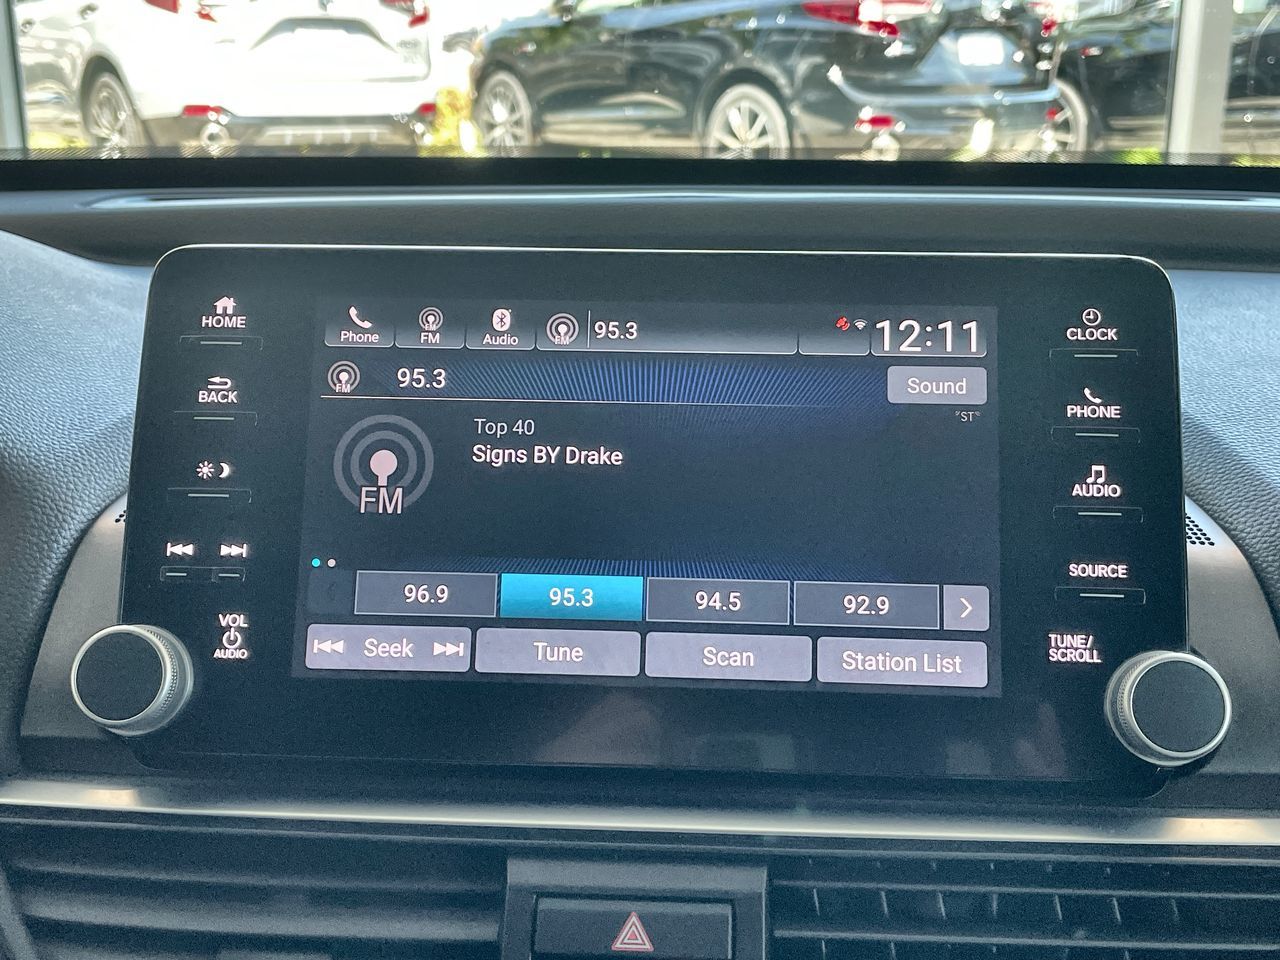 HOME
BACK
VOL
AUDIO
Phone
FM
Audio
FM
95.3
12:11
FM
95.3
Sound
"ST"
Top 40
Signs BY Drake
FM
96.9
95.3
94.5
92.9
Seek
Tune
Scan
Station List
CLOCK
PHONE
AUDIO
SOURCE
TUNE/
SCROLL